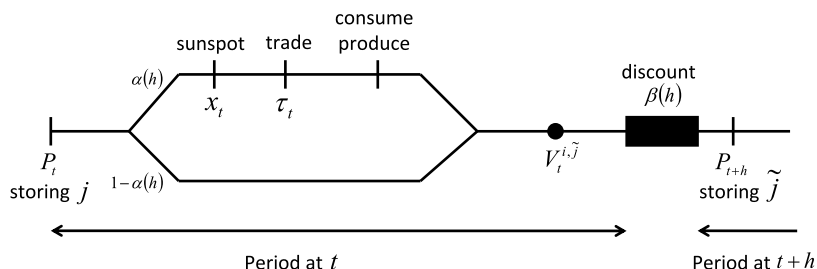 consume
sunspot trade produce
α(h)
x_t τ_t
discount
β(h)
P_t
storing j
1−α(h)
V_t^{i,j̃}
P_{t+h}
storing j̃
Period at t
Period at t + h